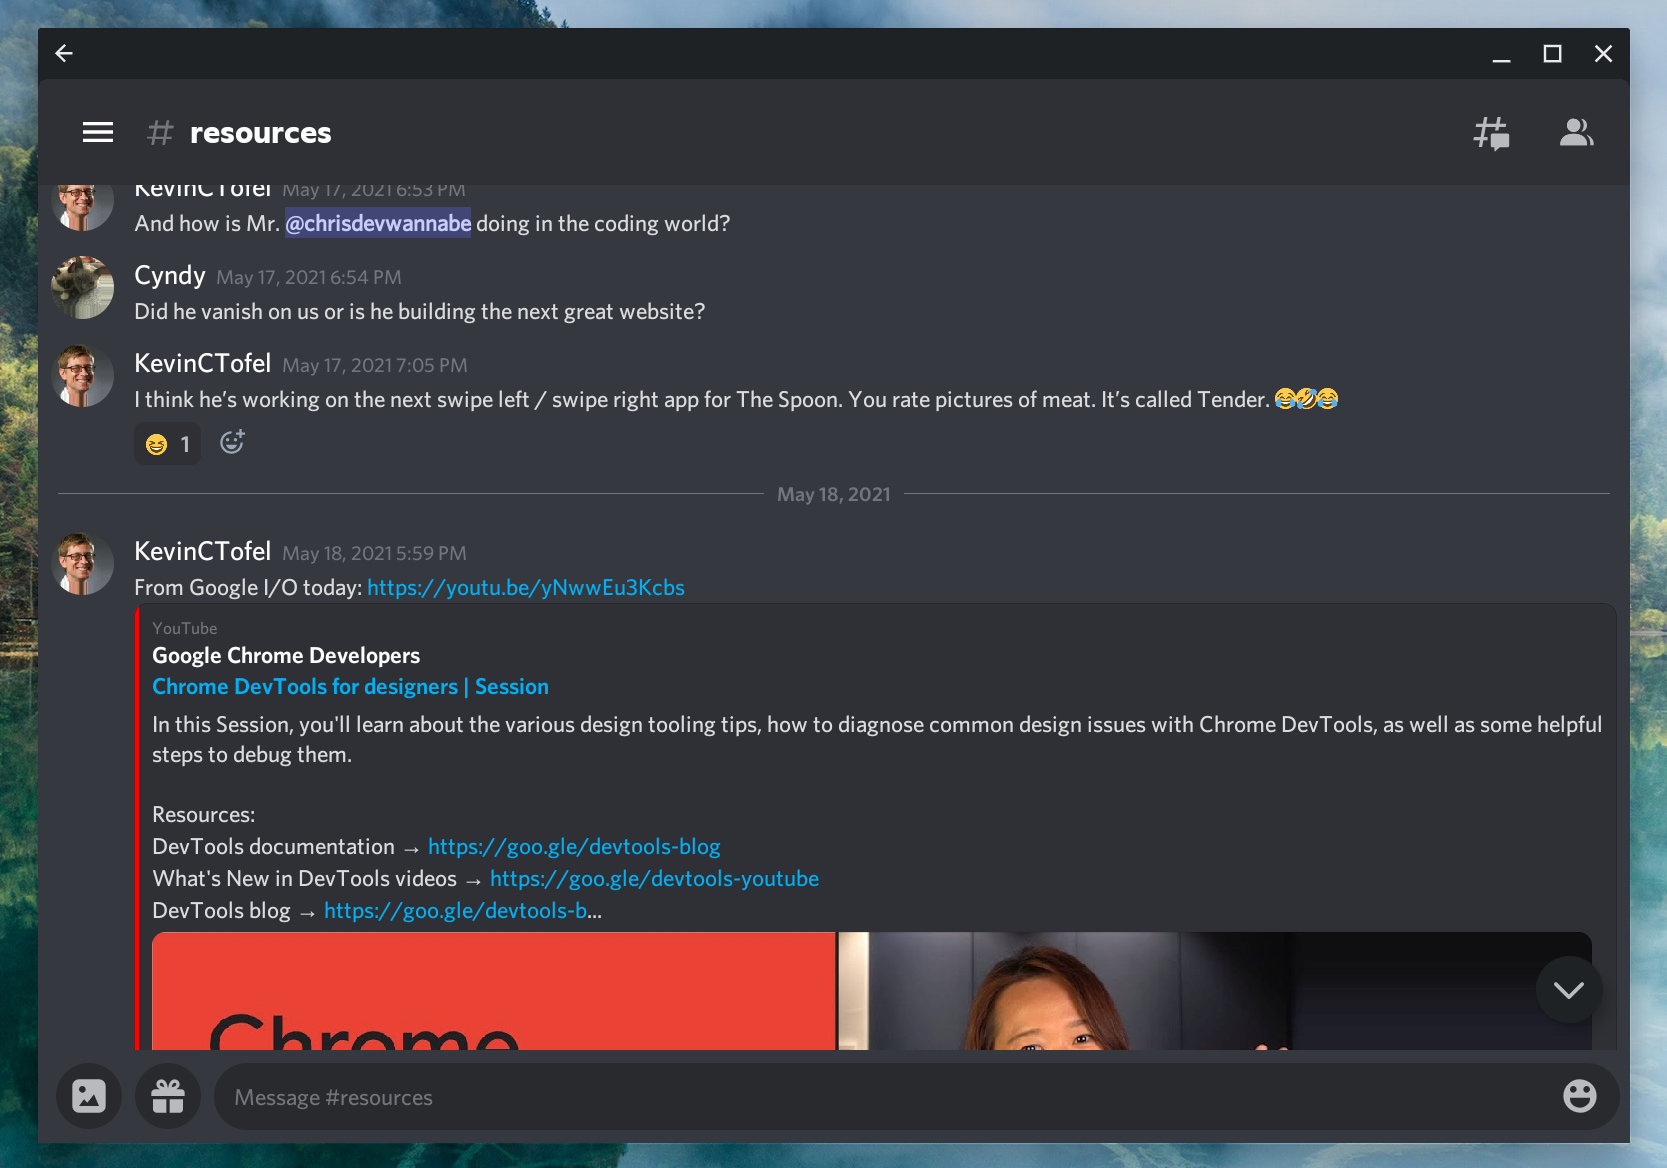 # resources
KevinCTofel May 17, 2021 6:53 PM
And how is Mr. @chrisdevwannabe doing in the coding world?
Cyndy May 17, 2021 6:54 PM
Did he vanish on us or is he building the next great website?
KevinCTofel May 17, 2021 7:05 PM
I think he’s working on the next swipe left / swipe right app for The Spoon. You rate pictures of meat. It’s called Tender. 😂🤣😂
😆 1
May 18, 2021
KevinCTofel May 18, 2021 5:59 PM
From Google I/O today: https://youtu.be/yNwwEu3Kcbs
YouTube
Google Chrome Developers
Chrome DevTools for designers | Session
In this Session, you'll learn about the various design tooling tips, how to diagnose common design issues with Chrome DevTools, as well as some helpful
steps to debug them.
Resources:
DevTools documentation → https://goo.gle/devtools-blog
What's New in DevTools videos → https://goo.gle/devtools-youtube
DevTools blog → https://goo.gle/devtools-b...
Chrome
Message #resources